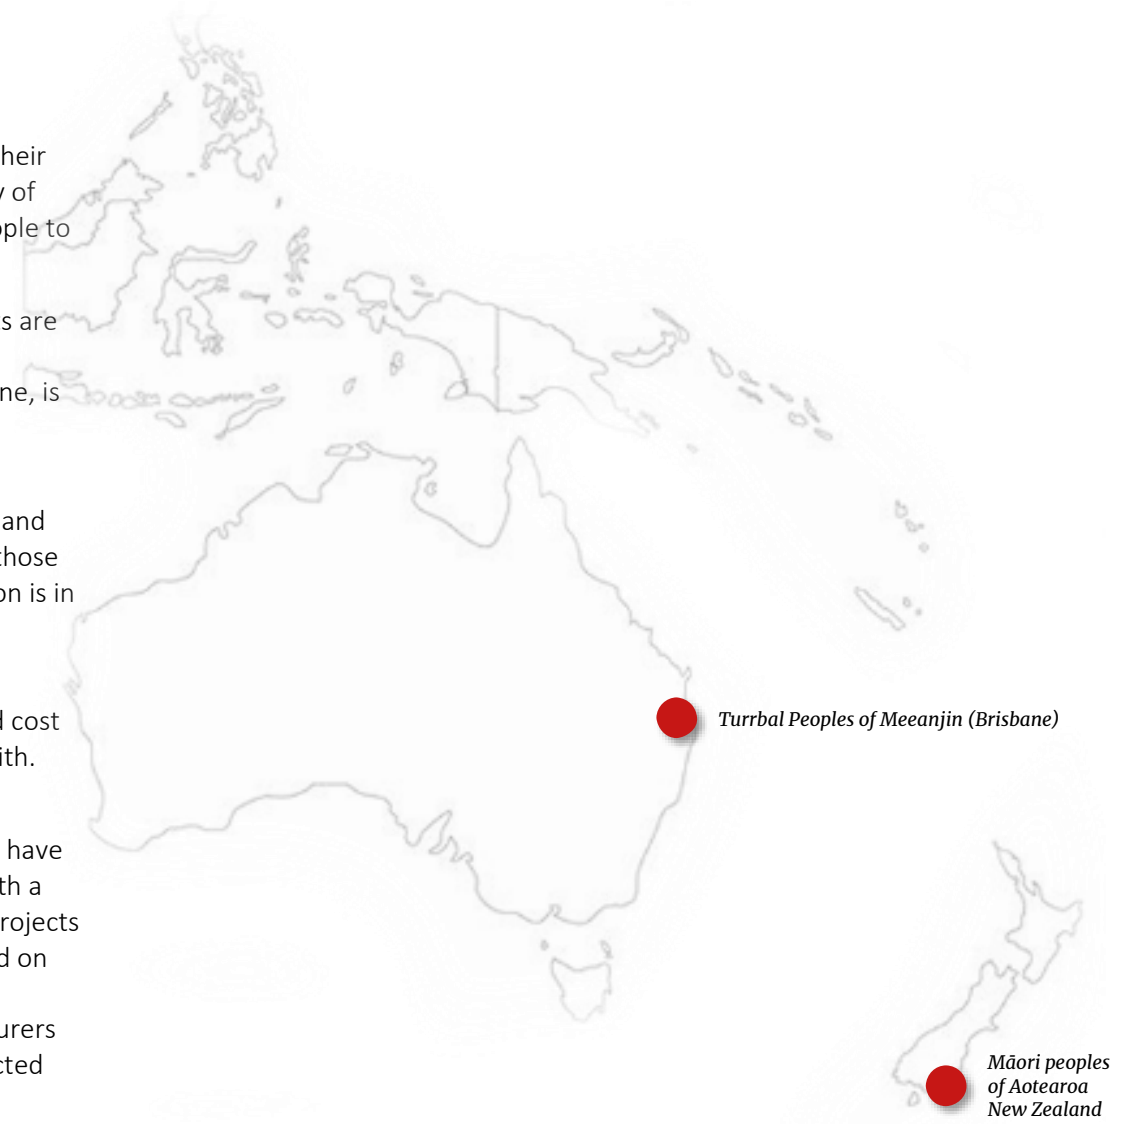 heir
of
ple to
s are
ne, is
and
those
on is in
cost
ith.
have
th a
rojects
d on
urers
cted
Turrbal Peoples of Meeanjin (Brisbane)
Māori peoples
of Aotearoa
New Zealand